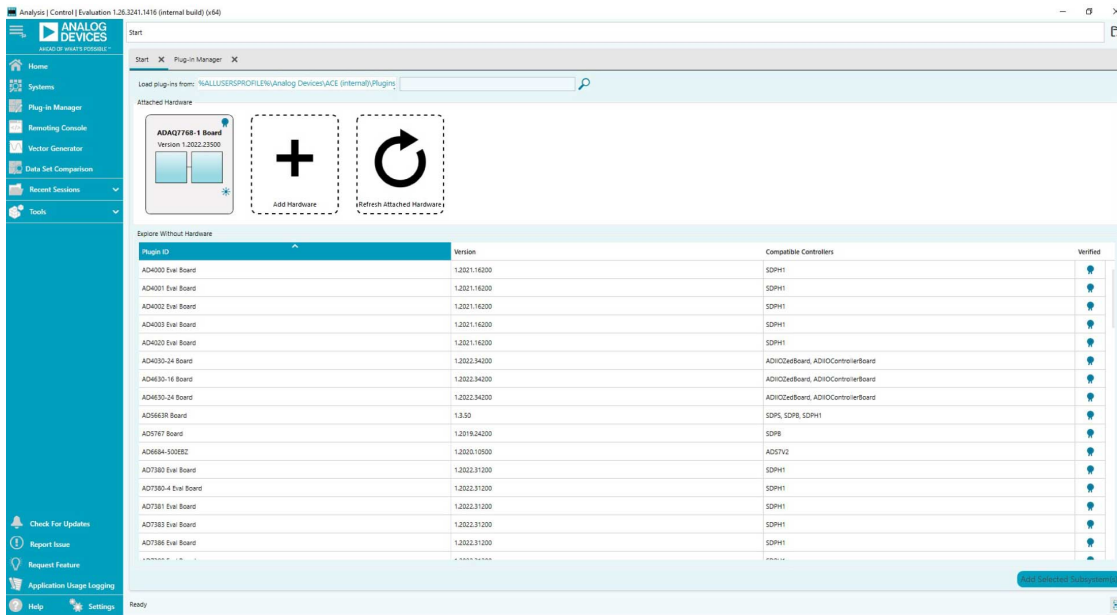 Analysis | Control | Evaluation 1.26.3241.1416 (internal build) (x64)
ANALOG
DEVICES
AHEAD OF WHAT'S POSSIBLE™
Start
Home
Systems
Plug-in Manager
Remoting Console
Vector Generator
Data Set Comparison
Recent Sessions
Tools
Check For Updates
Report Issue
Request Feature
Application Usage Logging
Help
Settings
Start
Plug-in Manager
Load plug-ins from: %ALLUSERSPROFILE%\Analog Devices\ACE (internal)\Plugins
Attached Hardware
ADAQ7768-1 Board
Version 1.2022.23500
Add Hardware
Refresh Attached Hardware
Explore Without Hardware
Plugin ID Version Compatible Controllers Verified
AD4000 Eval Board 1.2021.16200 SDPH1
AD4001 Eval Board 1.2021.16200 SDPH1
AD4002 Eval Board 1.2021.16200 SDPH1
AD4003 Eval Board 1.2021.16200 SDPH1
AD4020 Eval Board 1.2021.16200 SDPH1
AD4030-24 Board 1.2022.34200 ADIIOZedBoard, ADIIOControllerBoard
AD4630-16 Board 1.2022.34200 ADIIOZedBoard, ADIIOControllerBoard
AD4630-24 Board 1.2022.34200 ADIIOZedBoard, ADIIOControllerBoard
AD5663R Board 1.3.50 SDPS, SDPB, SDPH1
AD5767 Board 1.2019.24200 SDPB
AD6684-500EBZ 1.2020.10500 ADS7V2
AD7380 Eval Board 1.2022.31200 SDPH1
AD7380-4 Eval Board 1.2022.31200 SDPH1
AD7381 Eval Board 1.2022.31200 SDPH1
AD7383 Eval Board 1.2022.31200 SDPH1
AD7386 Eval Board 1.2022.31200 SDPH1
Add Selected Subsystem(s)
Ready